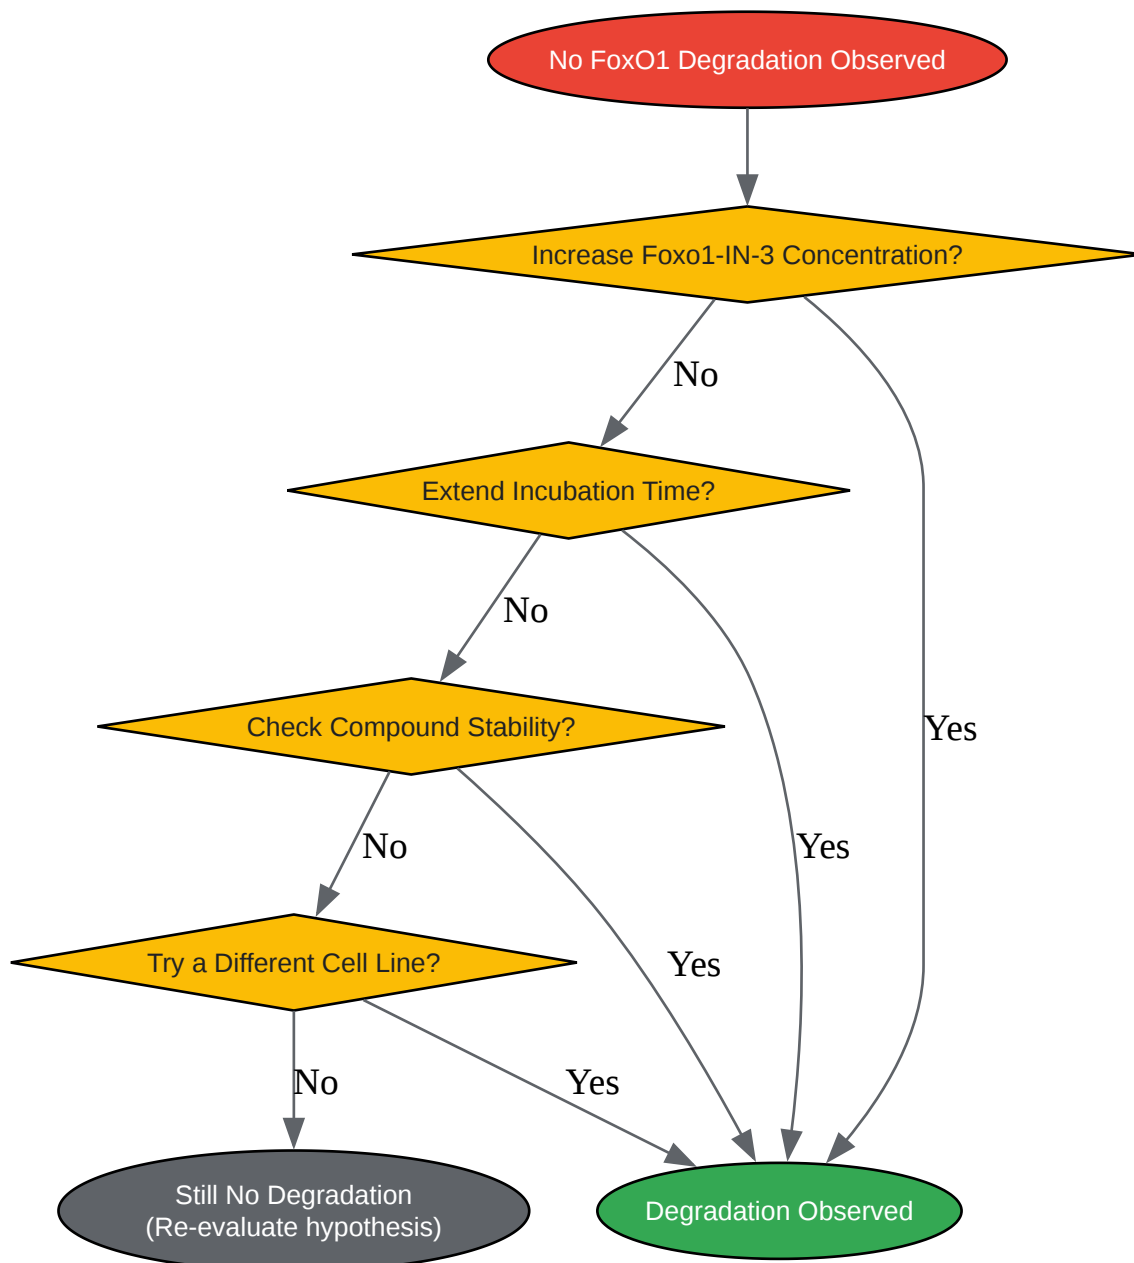 No FoxO1 Degradation Observed
Increase Foxo1-IN-3 Concentration?
No
Extend Incubation Time?
No
Check Compound Stability?
Yes
No
Yes
Try a Different Cell Line?
Yes
No
Yes
Still No Degradation
(Re-evaluate hypothesis)
Degradation Observed